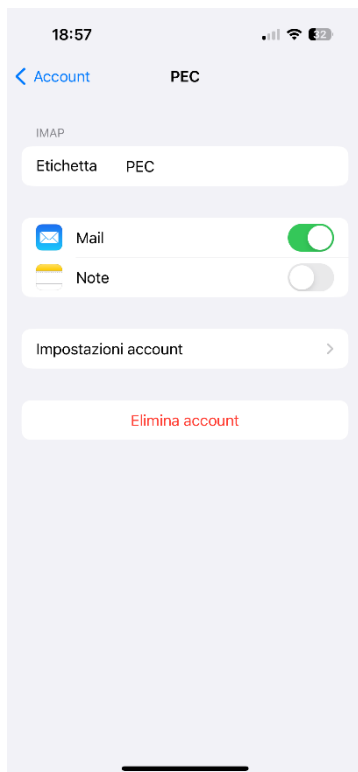 18:57
32
Account
PEC
IMAP
Etichetta PEC
Mail
Note
Impostazioni account
Elimina account